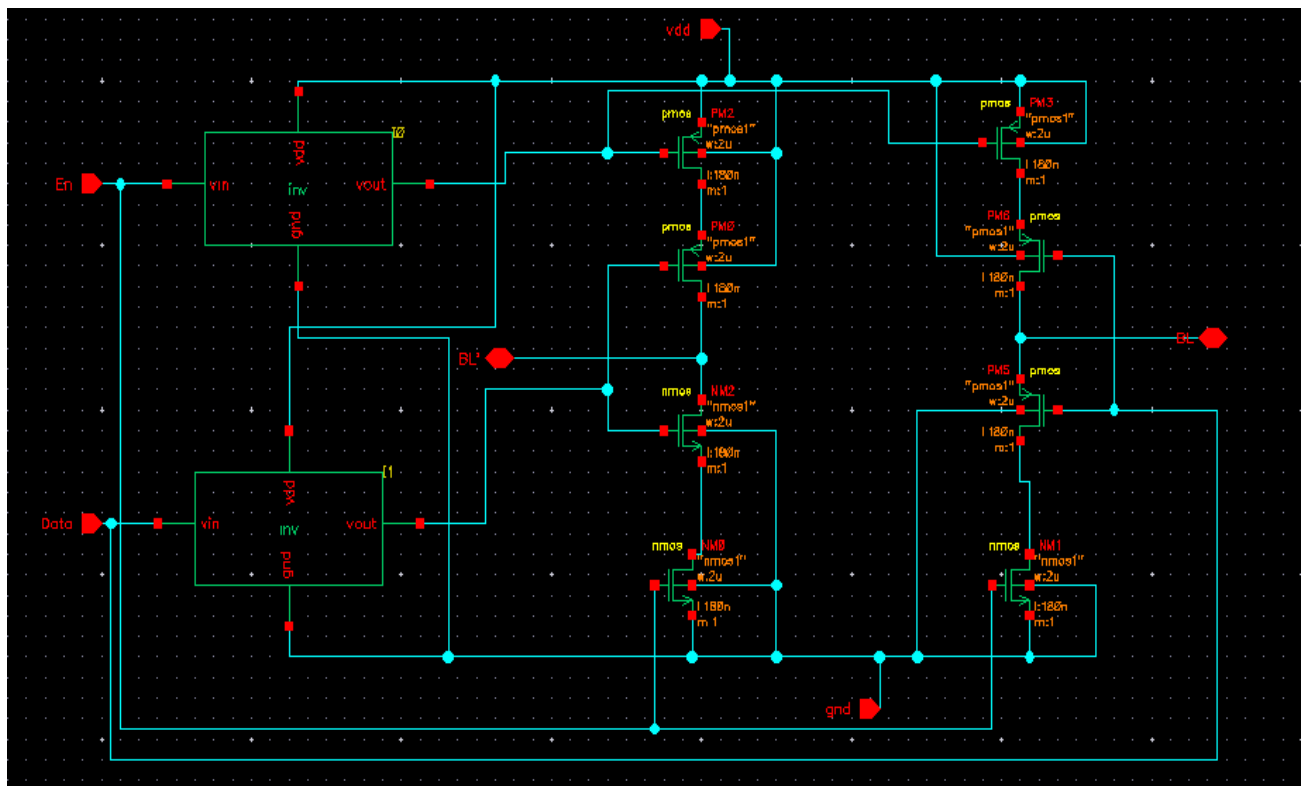 vdd
En
vdd
vin
inv
vout
gnd
I0
pmos
PM2
"pmos1"
w:2u
l:180n
m:1
pmos
PM3
"pmos1"
w:2u
l:180n
m:1
pmos
PM0
"pmos1"
w:2u
l:180n
m:1
PM6
pmos
"pmos1"
w:2u
l:180n
m:1
BL'
BL
nmos
NM2
"nmos1"
w:2u
l:180n
m:1
PM5
pmos
"pmos1"
w:2u
l:180n
m:1
I1
Data
vdd
vin
inv
vout
gnd
nmos
NM0
"nmos1"
w:2u
l:180n
m:1
nmos
NM1
"nmos1"
w:2u
l:180n
m:1
gnd